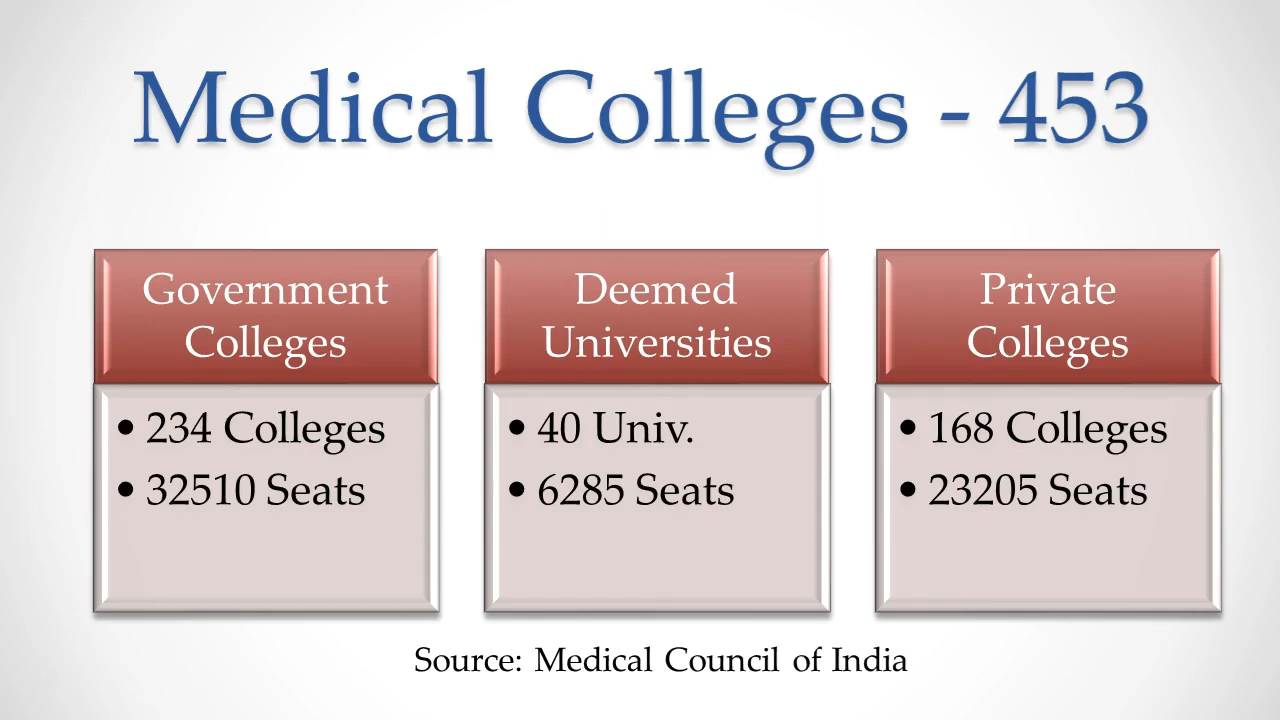 Medical Colleges - 453
Government
Colleges
• 234 Colleges
• 32510 Seats
Deemed
Universities
• 40 Univ.
• 6285 Seats
Private
Colleges
• 168 Colleges
• 23205 Seats
Source: Medical Council of India